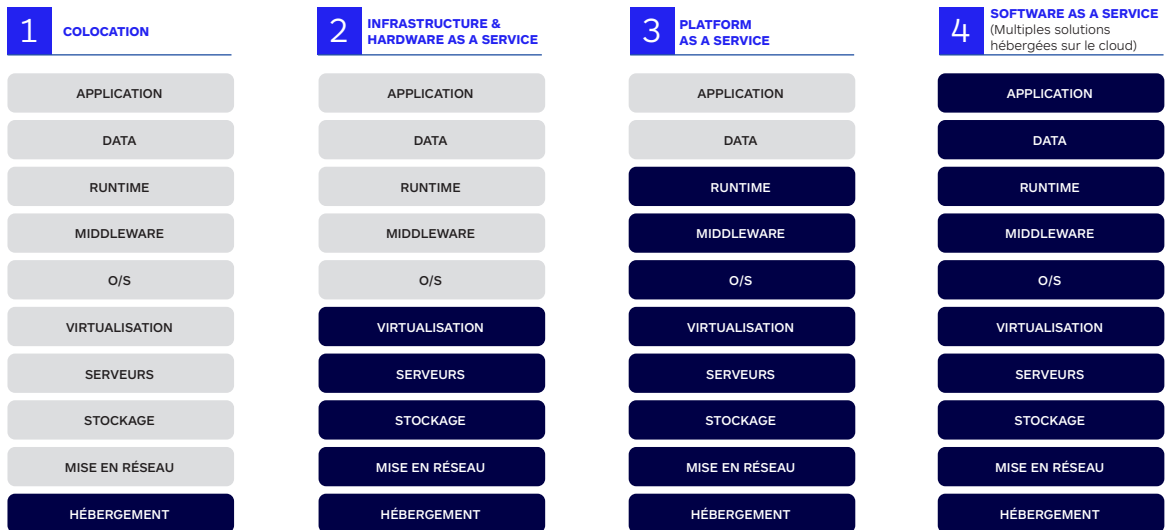 1
COLOCATION
APPLICATION
DATA
RUNTIME
MIDDLEWARE
O/S
VIRTUALISATION
SERVEURS
STOCKAGE
MISE EN RÉSEAU
HÉBERGEMENT
2
INFRASTRUCTURE &
HARDWARE AS A SERVICE
APPLICATION
DATA
RUNTIME
MIDDLEWARE
O/S
VIRTUALISATION
SERVEURS
STOCKAGE
MISE EN RÉSEAU
HÉBERGEMENT
3
PLATFORM
AS A SERVICE
APPLICATION
DATA
RUNTIME
MIDDLEWARE
O/S
VIRTUALISATION
SERVEURS
STOCKAGE
MISE EN RÉSEAU
HÉBERGEMENT
4
SOFTWARE AS A SERVICE
(Multiples solutions
hébergées sur le cloud)
APPLICATION
DATA
RUNTIME
MIDDLEWARE
O/S
VIRTUALISATION
SERVEURS
STOCKAGE
MISE EN RÉSEAU
HÉBERGEMENT